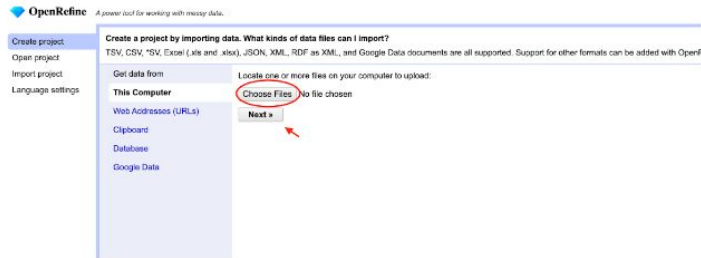 OpenRefine A power tool for working with messy data.
Create project
Open project
Import project
Language settings
Create a project by importing data. What kinds of data files can I import?
TSV, CSV, *SV, Excel (.xls and .xlsx), JSON, XML, RDF as XML, and Google Data documents are all supported. Support for other formats can be added with OpenR
Get data from
This Computer
Web Addresses (URLs)
Clipboard
Database
Google Data
Locate one or more files on your computer to upload:
Choose Files No file chosen
Next »